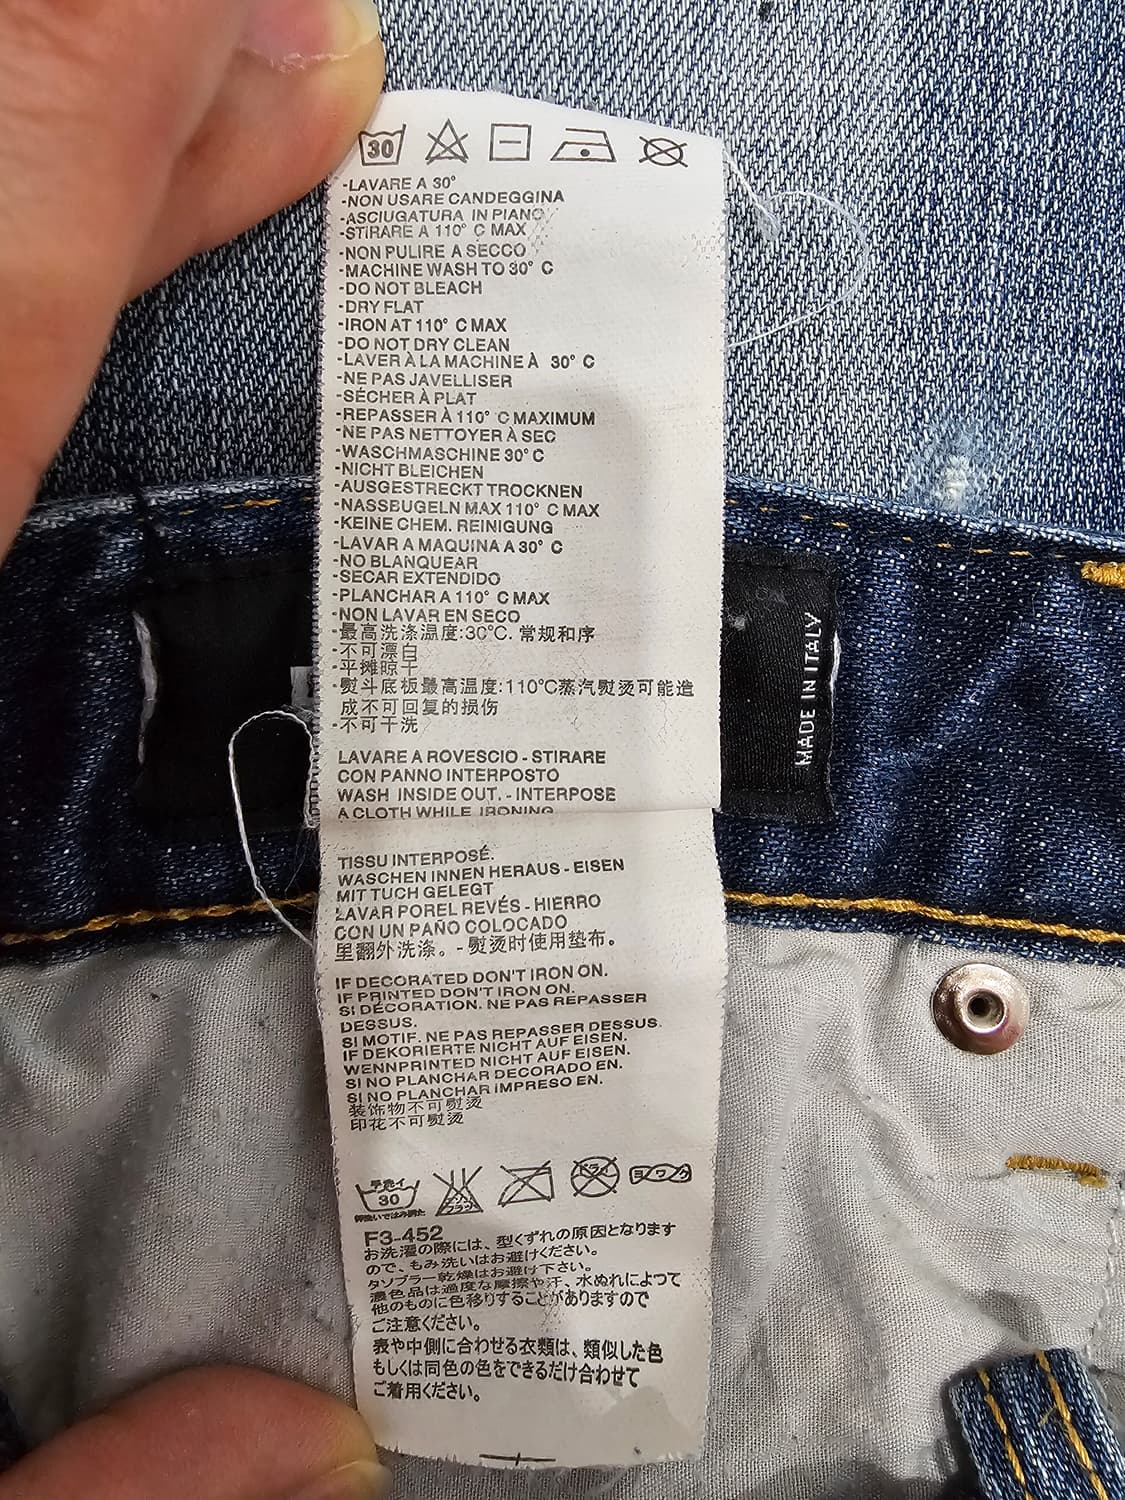 30
-LAVARE A 30°
-NON USARE CANDEGGINA
-ASCIUGATURA IN PIANO
-STIRARE A 110° C MAX
-NON PULIRE A SECCO
-MACHINE WASH TO 30° C
-DO NOT BLEACH
-DRY FLAT
-IRON AT 110° C MAX
-DO NOT DRY CLEAN
-LAVER À LA MACHINE À 30° C
-NE PAS JAVELLISER
-SÉCHER À PLAT
-REPASSER À 110° C MAXIMUM
-NE PAS NETTOYER À SEC
-WASCHMASCHINE 30° C
-NICHT BLEICHEN
-AUSGESTRECKT TROCKNEN
-NASSBUGELN MAX 110° C MAX
-KEINE CHEM. REINIGUNG
-LAVAR A MAQUINA A 30° C
-NO BLANQUEAR
-SECAR EXTENDIDO
-PLANCHAR A 110° C MAX
-NON LAVAR EN SECO
-最高洗涤温度:30°C. 常规和序
-不可漂白
-平摊晾干
-熨斗底板最高温度:110°C蒸汽熨烫可能造
成不可回复的损伤
-不可干洗
LAVARE A ROVESCIO - STIRARE
CON PANNO INTERPOSTO
WASH INSIDE OUT. - INTERPOSE
A CLOTH WHILE IRONING
MADE IN ITALY
TISSU INTERPOSÉ.
WASCHEN INNEN HERAUS - EISEN
MIT TUCH GELEGT
LAVAR POREL REVÉS - HIERRO
CON UN PAÑO COLOCADO
里翻外洗涤。- 熨烫时使用垫布。
IF DECORATED DON'T IRON ON.
IF PRINTED DON'T IRON ON.
SI DÉCORATION. NE PAS REPASSER
DESSUS.
SI MOTIF. NE PAS REPASSER DESSUS.
IF DEKORIERTE NICHT AUF EISEN.
WENNPRINTED NICHT AUF EISEN.
SI NO PLANCHAR DECORADO EN.
SI NO PLANCHAR IMPRESO EN.
装饰物不可熨烫
印花不可熨烫
手洗イ 30 ドライ ヨワク
F3-452
お洗濯の際には、型くずれの原因となります
ので、もみ洗いはお避けください。
タンブラー乾燥はお避け下さい。
濃色品は過度な摩擦や汗、水ぬれによって
他のものに色移りすることがありますので
ご注意ください。
表や中側に合わせる衣類は、類似した色
もしくは同色の色をできるだけ合わせて
ご着用ください。